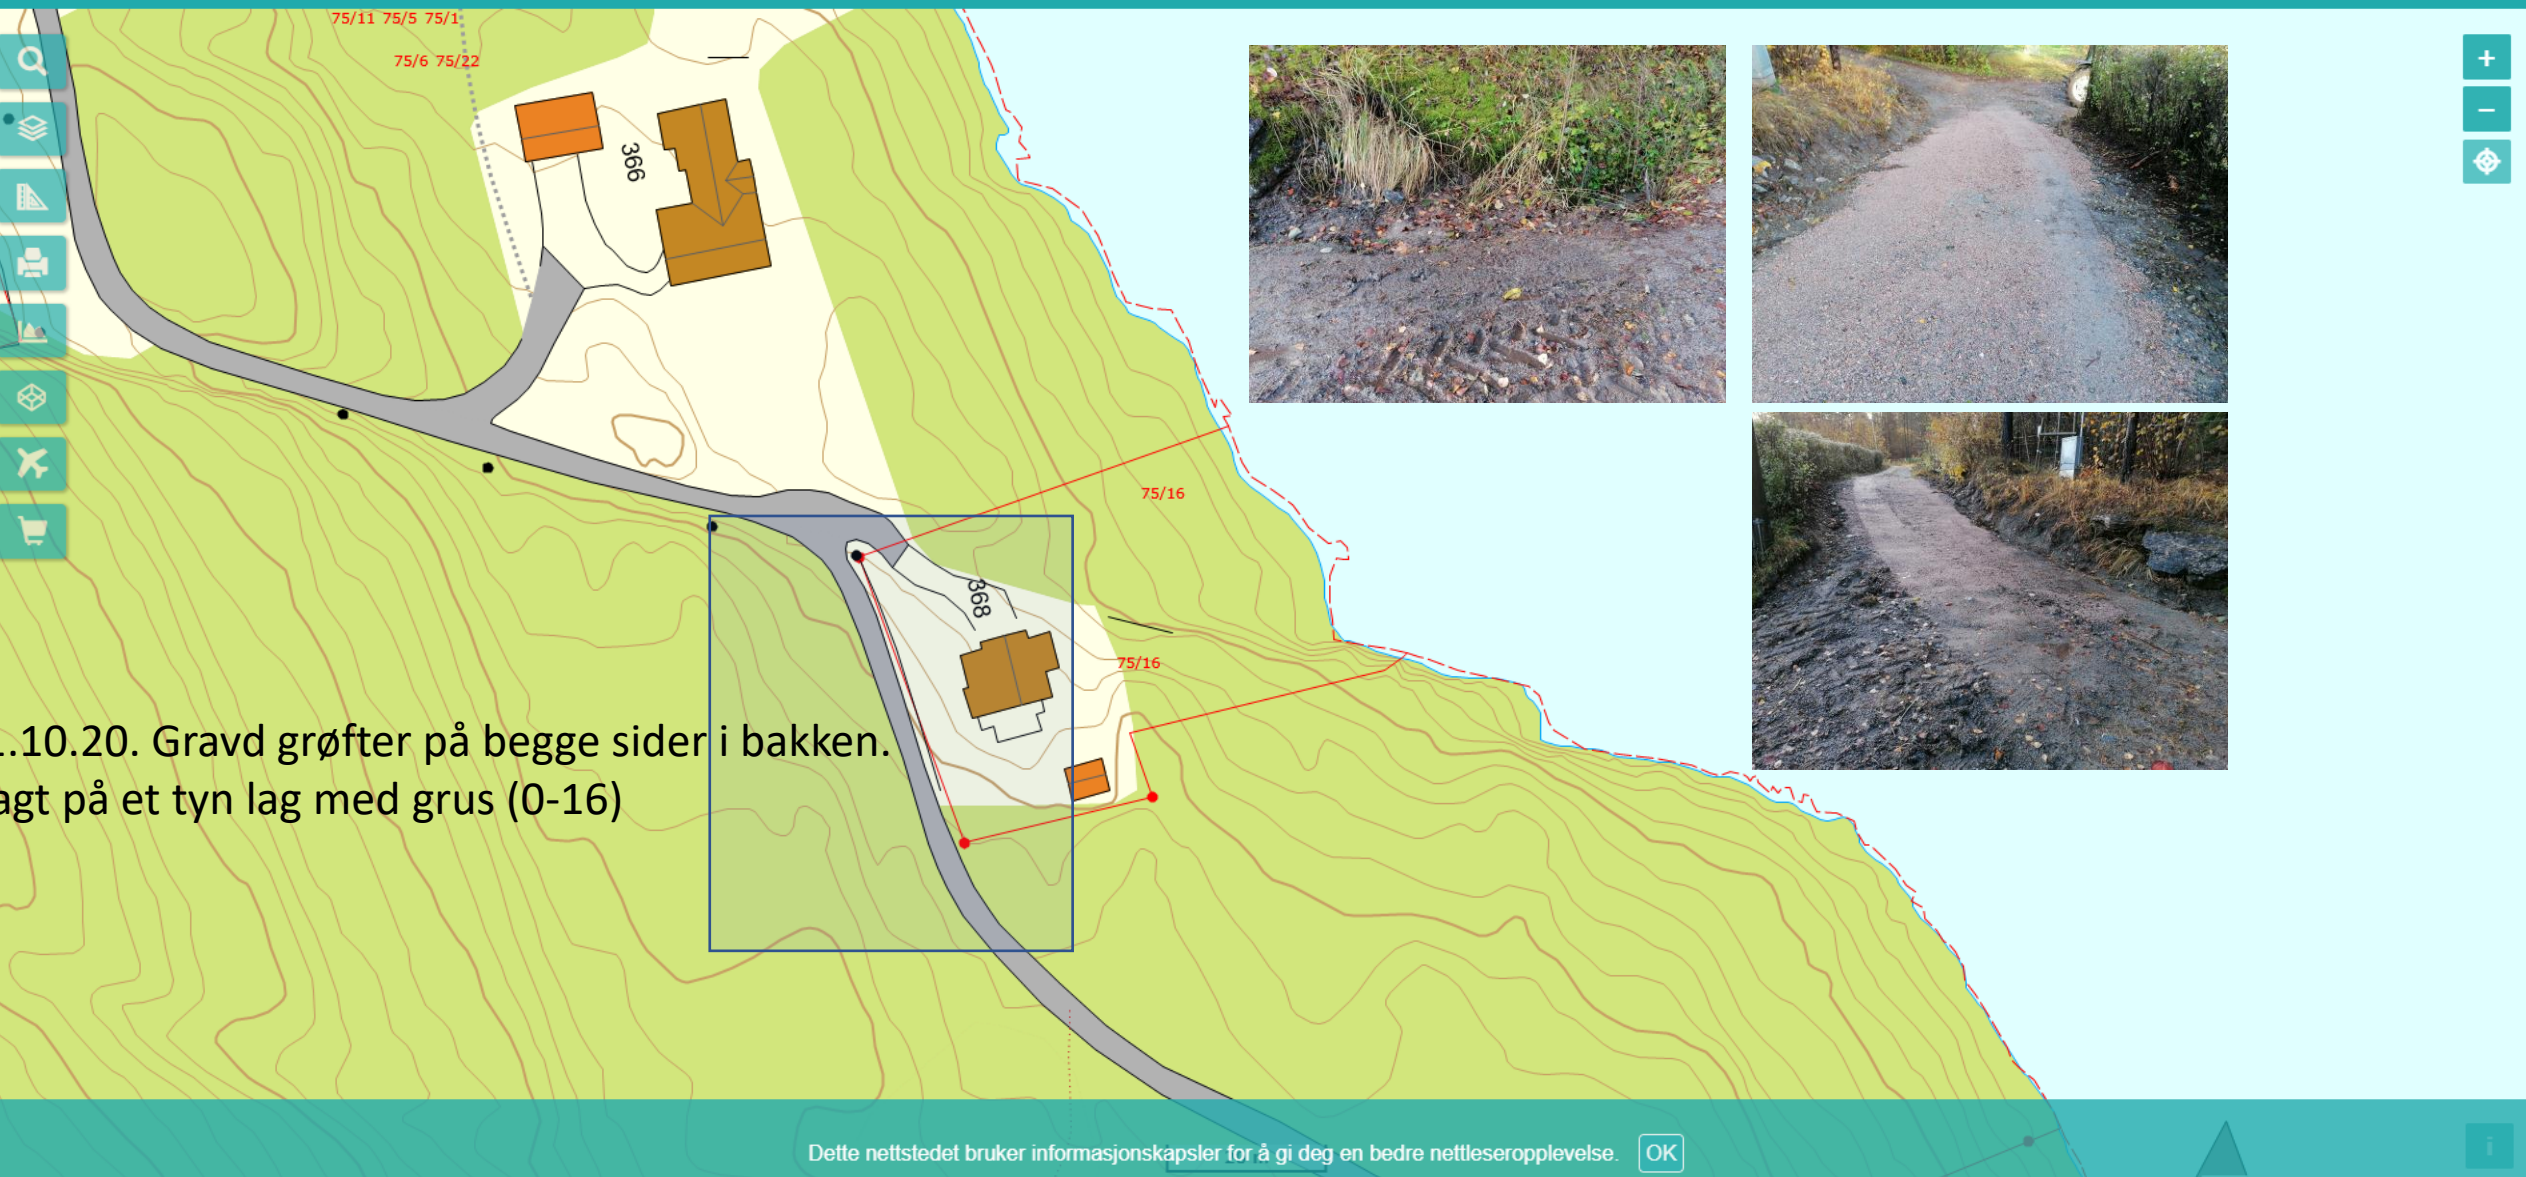 75/11 75/5 75/1
75/6 75/22
366
75/16
368
75/16
.10.20. Gravd grøfter på begge sider i bakken.
agt på et tyn lag med grus (0-16)
Dette nettstedet bruker informasjonskapsler for å gi deg en bedre nettleseropplevelse. OK